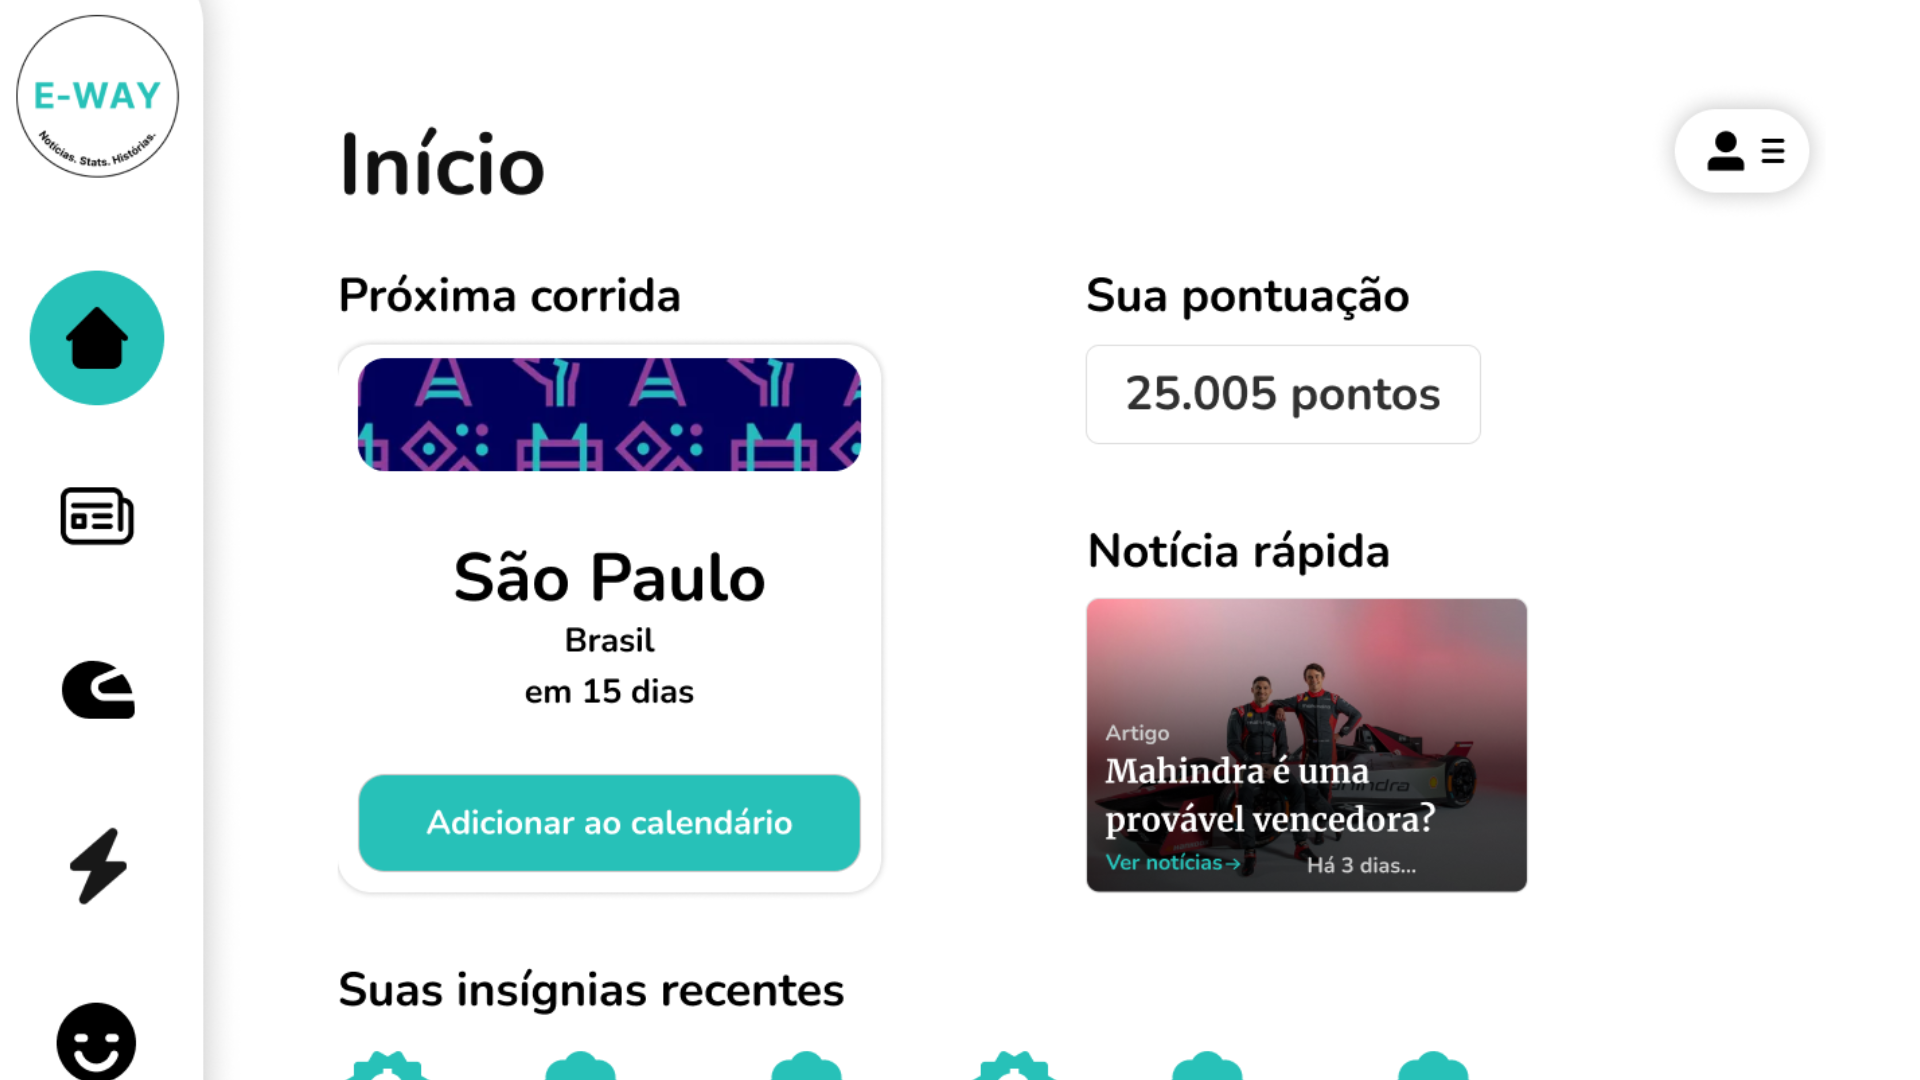 E-WAY
Notícias. Stats. Histórias.
Início
Próxima corrida
São Paulo
Brasil
em 15 dias
Adicionar ao calendário
Sua pontuação
25.005 pontos
Notícia rápida
Artigo
Mahindra é uma
provável vencedora?
Ver notícias→
Há 3 dias...
Suas insígnias recentes